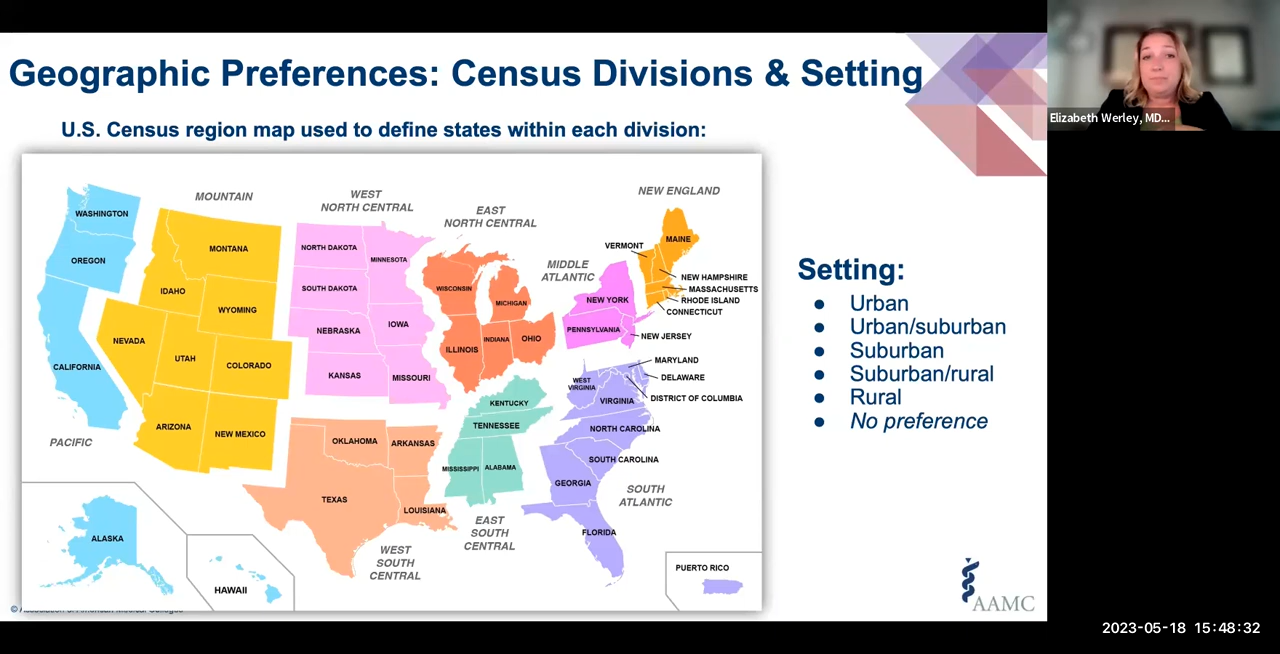 Geographic Preferences: Census Divisions & Setting
U.S. Census region map used to define states within each division:
MOUNTAIN
WEST
NORTH CENTRAL
EAST
NORTH CENTRAL
NEW ENGLAND
MIDDLE
ATLANTIC
WASHINGTON
OREGON
CALIFORNIA
PACIFIC
MONTANA
IDAHO
WYOMING
NEVADA
UTAH
COLORADO
ARIZONA
NEW MEXICO
NORTH DAKOTA
MINNESOTA
SOUTH DAKOTA
NEBRASKA
IOWA
KANSAS
MISSOURI
WISCONSIN
MICHIGAN
ILLINOIS
INDIANA
OHIO
VERMONT
MAINE
NEW HAMPSHIRE
MASSACHUSETTS
RHODE ISLAND
CONNECTICUT
NEW YORK
PENNSYLVANIA
NEW JERSEY
MARYLAND
DELAWARE
DISTRICT OF COLUMBIA
WEST
VIRGINIA
VIRGINIA
NORTH CAROLINA
SOUTH CAROLINA
GEORGIA
FLORIDA
SOUTH
ATLANTIC
KENTUCKY
TENNESSEE
MISSISSIPPI
ALABAMA
EAST
SOUTH
CENTRAL
OKLAHOMA
ARKANSAS
TEXAS
LOUISIANA
WEST
SOUTH
CENTRAL
ALASKA
HAWAII
PUERTO RICO
Setting:
● Urban
● Urban/suburban
● Suburban
● Suburban/rural
● Rural
● No preference
AAMC
Elizabeth Werley, MD...
2023-05-18 15:48:32